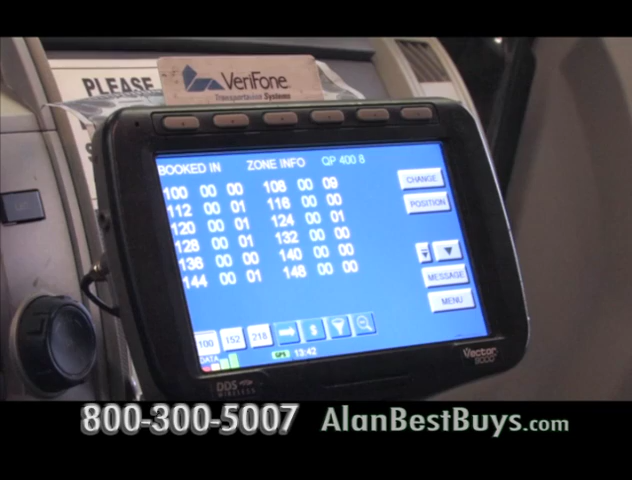 PLEASE
VeriFone
Transportation Systems
BOOKED IN ZONE INFO QP 400 8
100 00 00 108 00 09
112 00 01 116 00 00
120 00 01 124 00 01
128 00 01 132 00 00
136 00 00 140 00 00
144 00 01 148 00 00
CHANGE
POSITION
MESSAGE
MENU
100 152 218 $
DATA
GPS 13:42
Vector
9000
DDS
WIRELESS
800-300-5007 AlanBestBuys.com